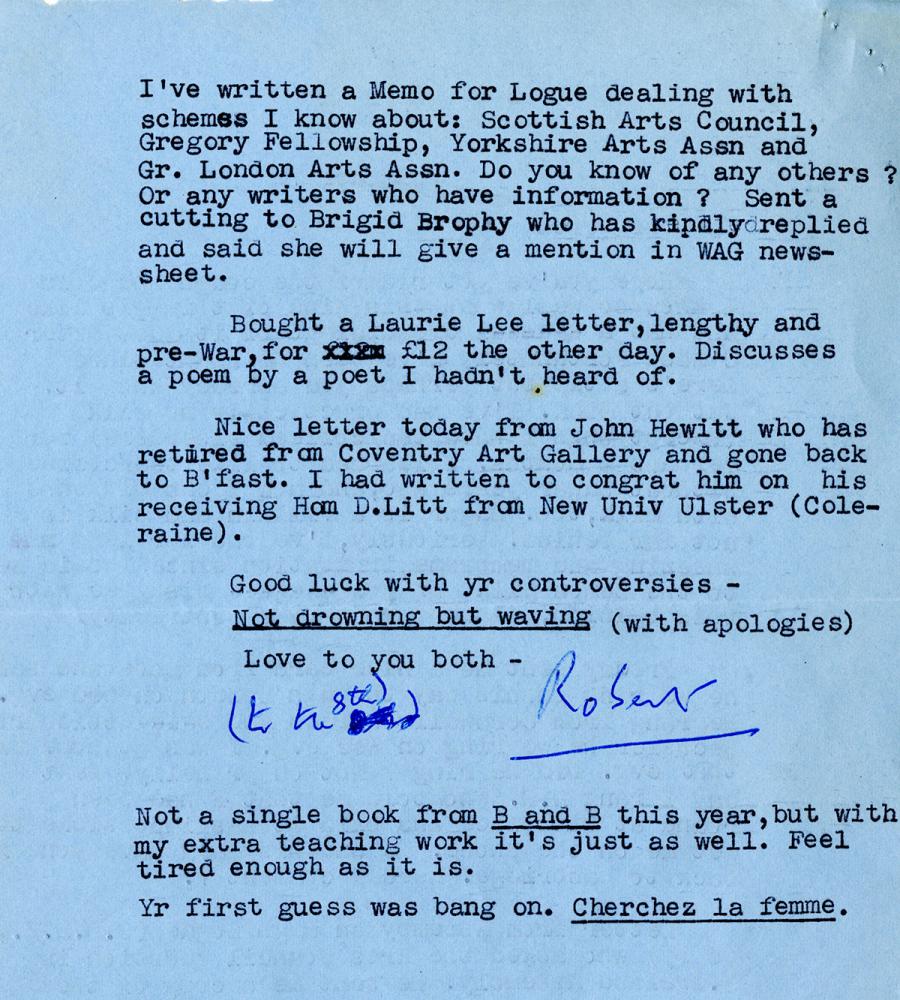 I've written a Memo for Logue dealing with
schemes I know about: Scottish Arts Council,
Gregory Fellowship, Yorkshire Arts Assn and
Gr. London Arts Assn. Do you know of any others ?
Or any writers who have information ? Sent a
cutting to Brigid Brophy who has kindly replied
and said she will give a mention in WAG news-
sheet.
Bought a Laurie Lee letter,lengthy and
pre-War,for £12 the other day. Discusses
a poem by a poet I hadn't heard of.
Nice letter today from John Hewitt who has
retired from Coventry Art Gallery and gone back
to B'fast. I had written to congrat him on his
receiving Hon D.Litt from New Univ Ulster (Cole-
raine).
Good luck with yr controversies -
Not drowning but waving (with apologies)
Love to you both -
(to the 8th) Robert
Not a single book from B and B this year,but with
my extra teaching work it's just as well. Feel
tired enough as it is.
Yr first guess was bang on. Cherchez la femme.